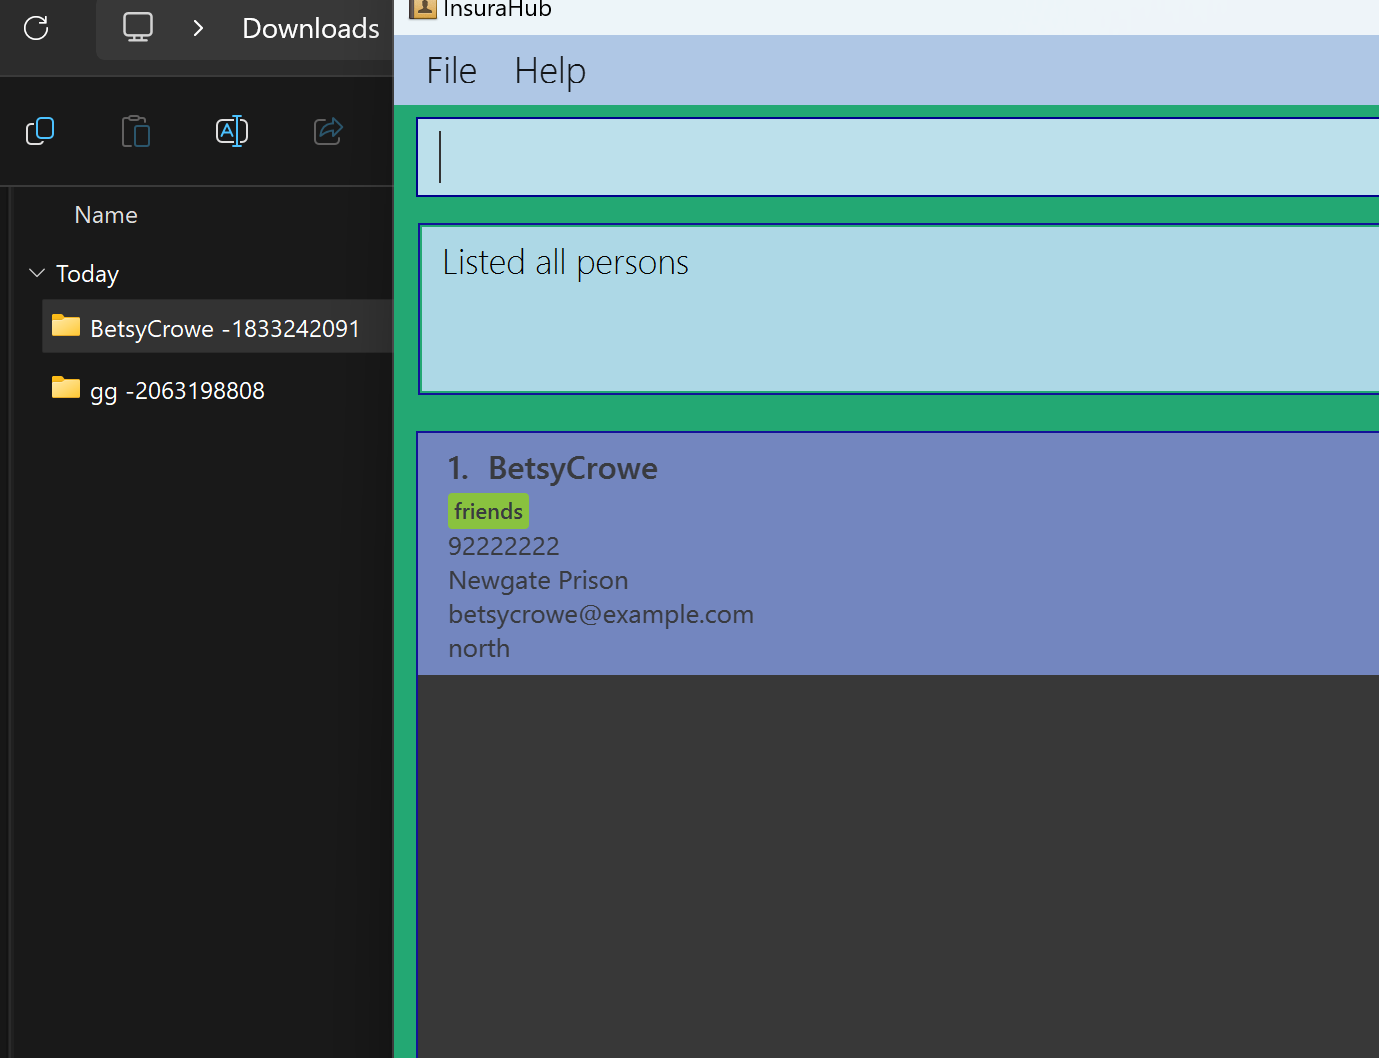 Downloads
Name
Today
BetsyCrowe -1833242091
gg -2063198808
InsuraHub
File Help
Listed all persons
1. BetsyCrowe
friends
92222222
Newgate Prison
betsycrowe@example.com
north